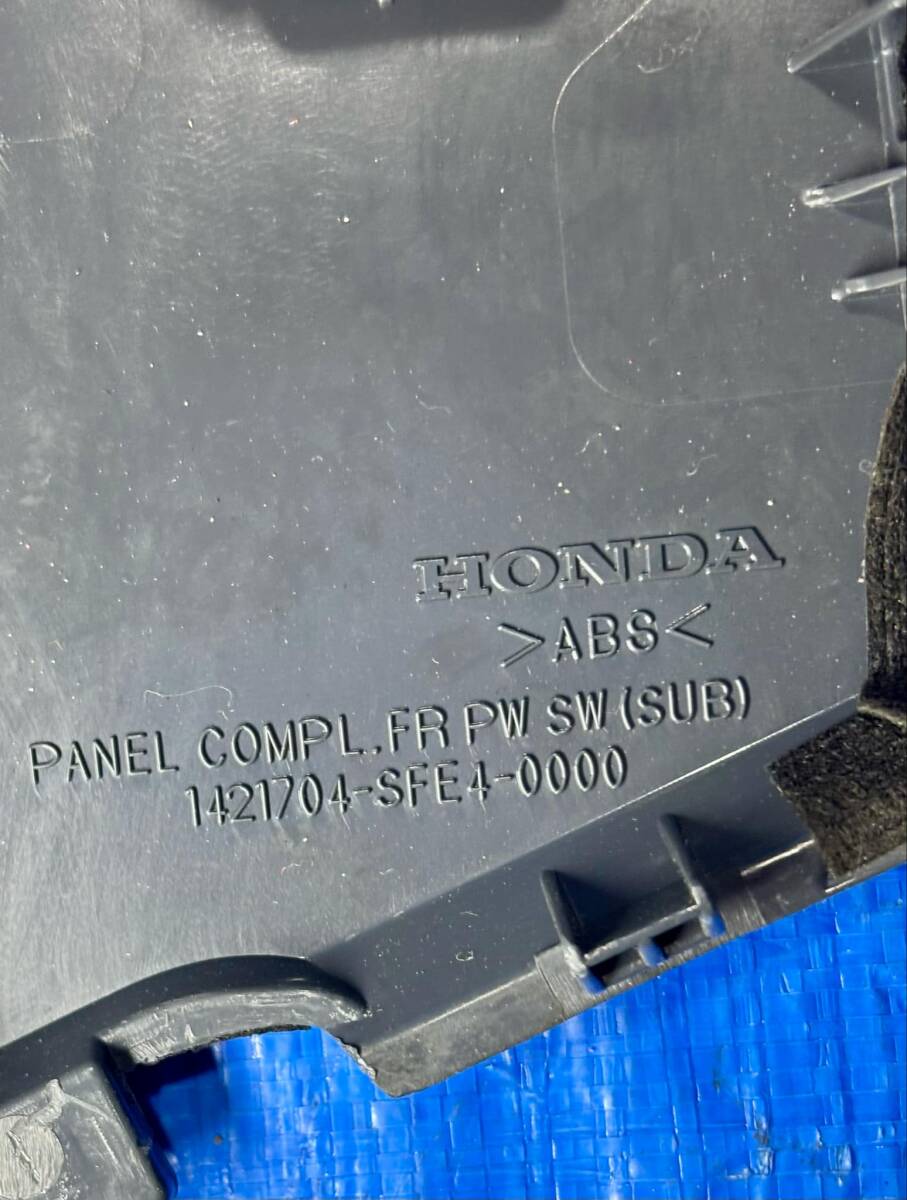 HONDA
>ABS<
PANEL COMPL.FR PW SW (SUB)
1421704-SFE4-0000